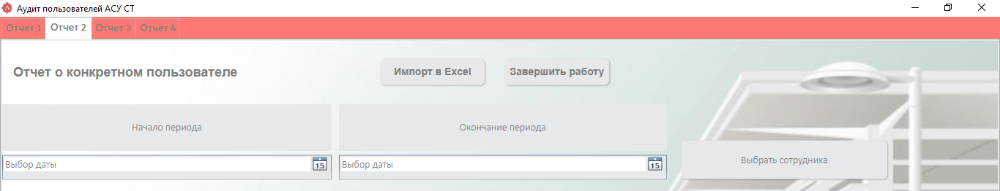 Аудит пользователей АСУ СТ
Отчет 1 Отчет 2 Отчет 3 Отчет 4
Отчет о конкретном пользователе
Импорт в Excel
Завершить работу
Начало периода
Окончание периода
Выбор даты 15
Выбор даты 15
Выбрать сотрудника